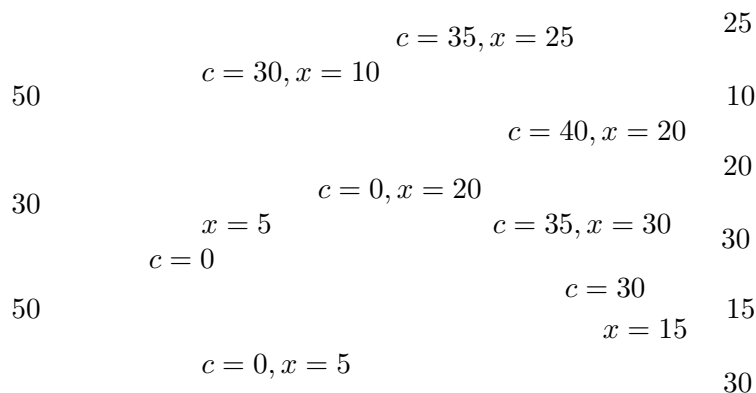 25
c = 35, x = 25
c = 30, x = 10
50
10
c = 40, x = 20
20
c = 0, x = 20
30
x = 5
c = 35, x = 30
30
c = 0
c = 30
50
15
x = 15
c = 0, x = 5
30